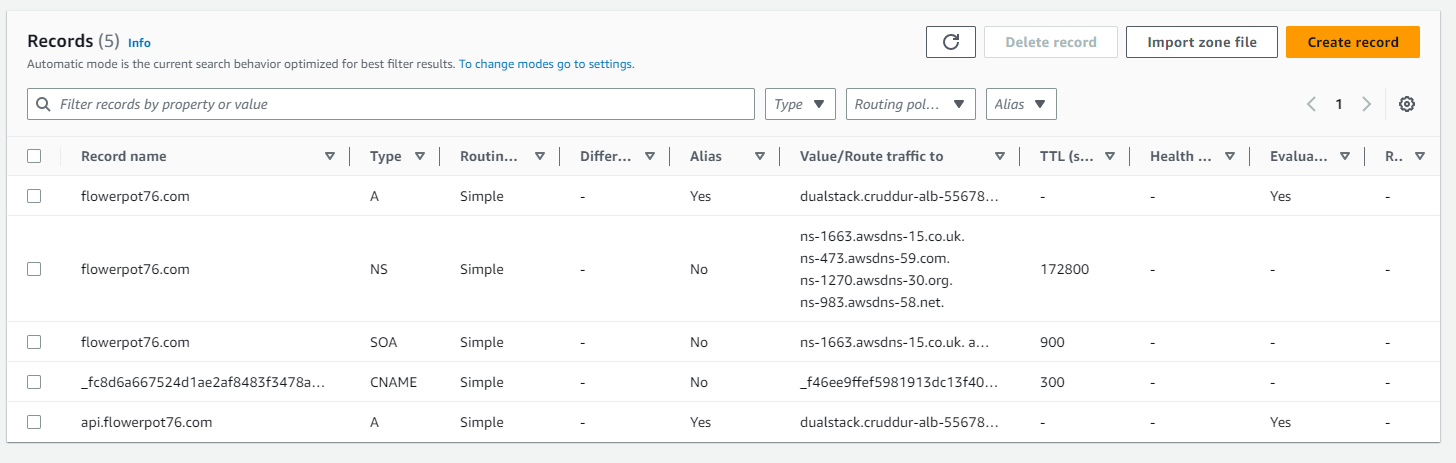 Records (5) Info
Delete record Import zone file Create record
Automatic mode is the current search behavior optimized for best filter results. To change modes go to settings.
Filter records by property or value Type Routing pol... Alias 1
Record name Type Routin... Differ... Alias Value/Route traffic to TTL (s... Health ... Evalua... R..
flowerpot76.com A Simple - Yes dualstack.cruddur-alb-55678... - - Yes -
ns-1663.awsdns-15.co.uk.
ns-473.awsdns-59.com.
flowerpot76.com NS Simple - No 172800 - - -
ns-1270.awsdns-30.org.
ns-983.awsdns-58.net.
flowerpot76.com SOA Simple - No ns-1663.awsdns-15.co.uk. a... 900 - - -
_fc8d6a667524d1ae2af8483f3478a... CNAME Simple - No _f46ee9ffef5981913dc13f40... 300 - - -
api.flowerpot76.com A Simple - Yes dualstack.cruddur-alb-55678... - - Yes -